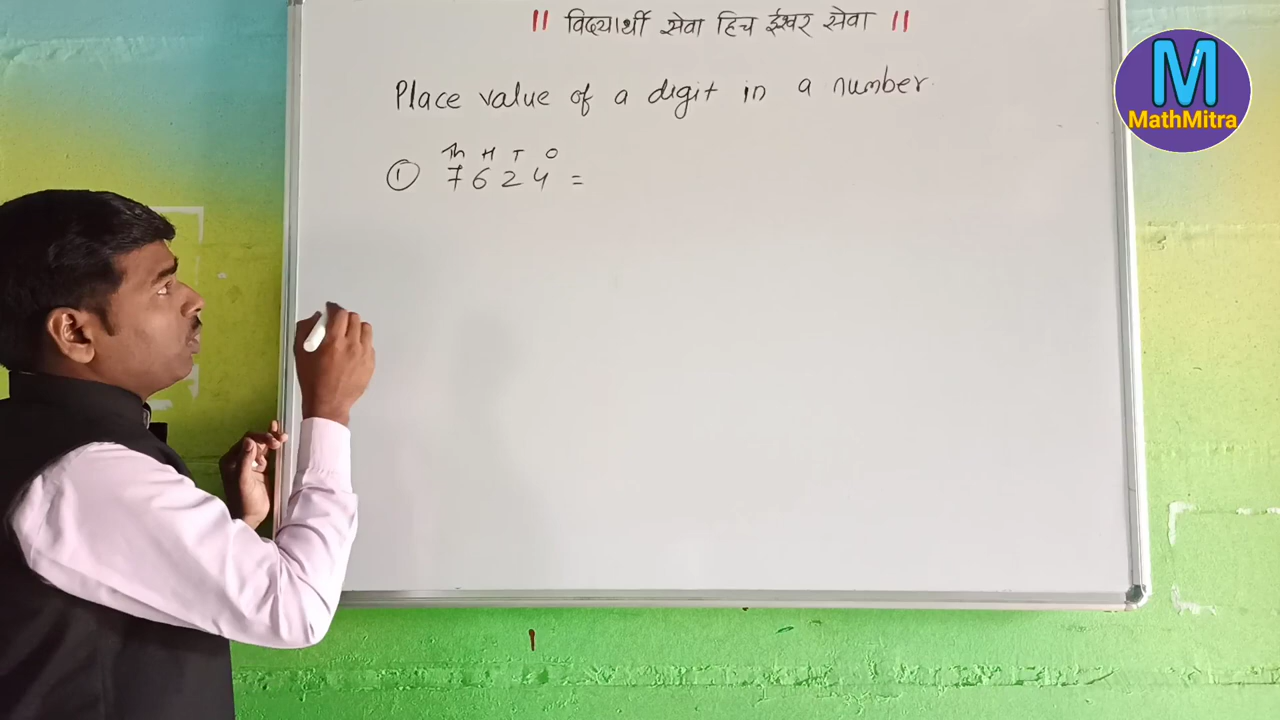 || विद्यार्थी सेवा हिच ईश्वर सेवा ||
M
MathMitra
Place value of a digit in a number.
Th H T O
① 7 6 2 4 =